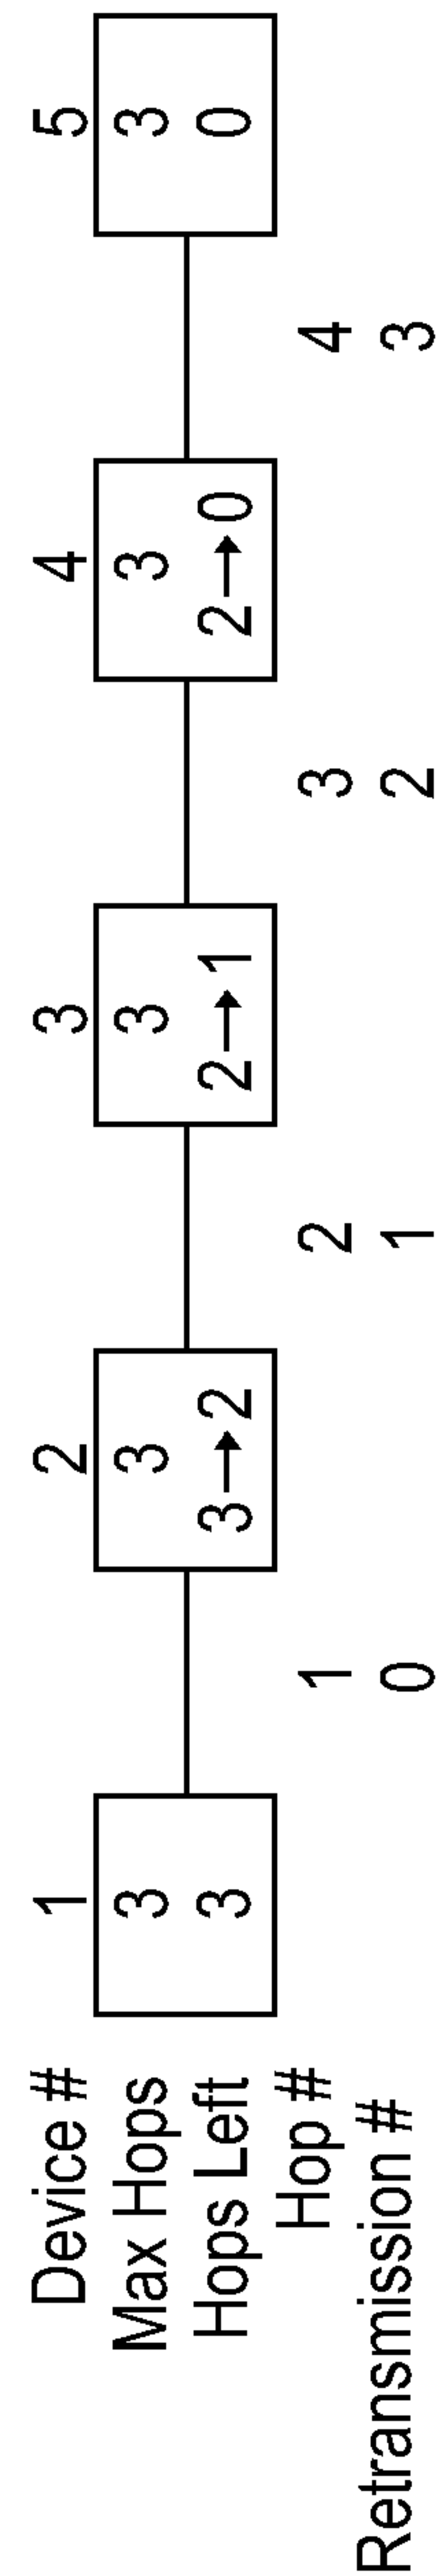 Device # 1 2 3 4 5
Max Hops 3 3 3 3 3
Hops Left 3 3→2 2→1 2→0 0
Hop # 1 2 3 4
Retransmission # 0 1 2 3